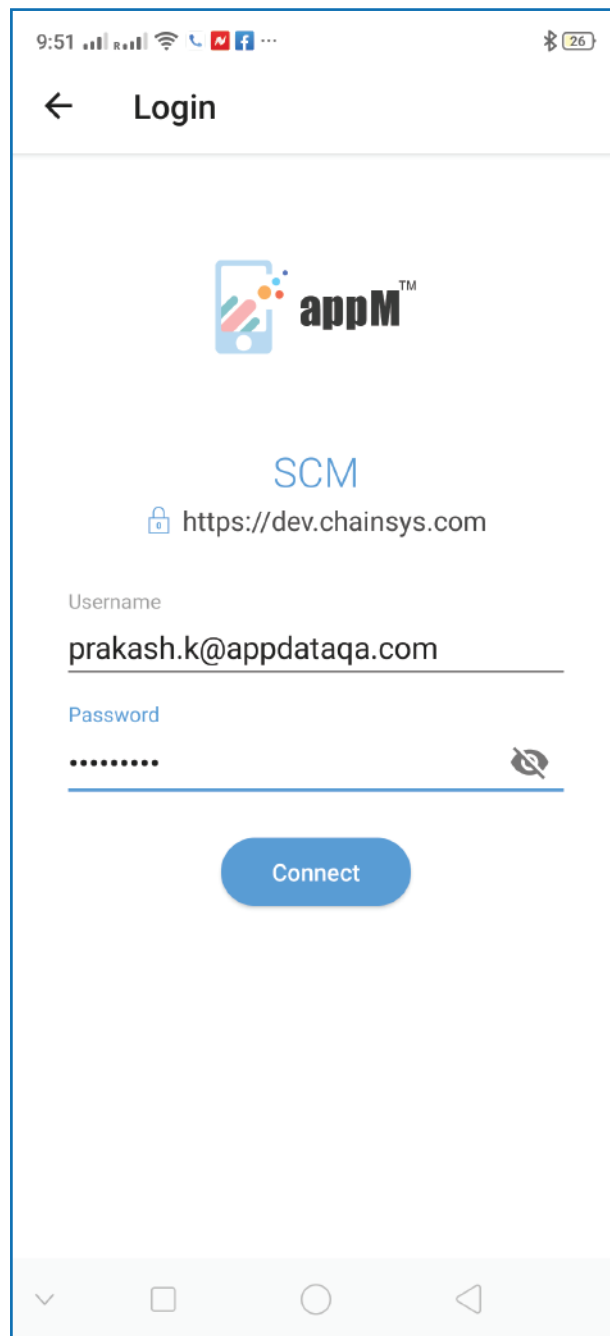 9:51 R ... 26
Login
appM™
SCM
https://dev.chainsys.com
Username
prakash.k@appdataqa.com
Password
•••••••••
Connect